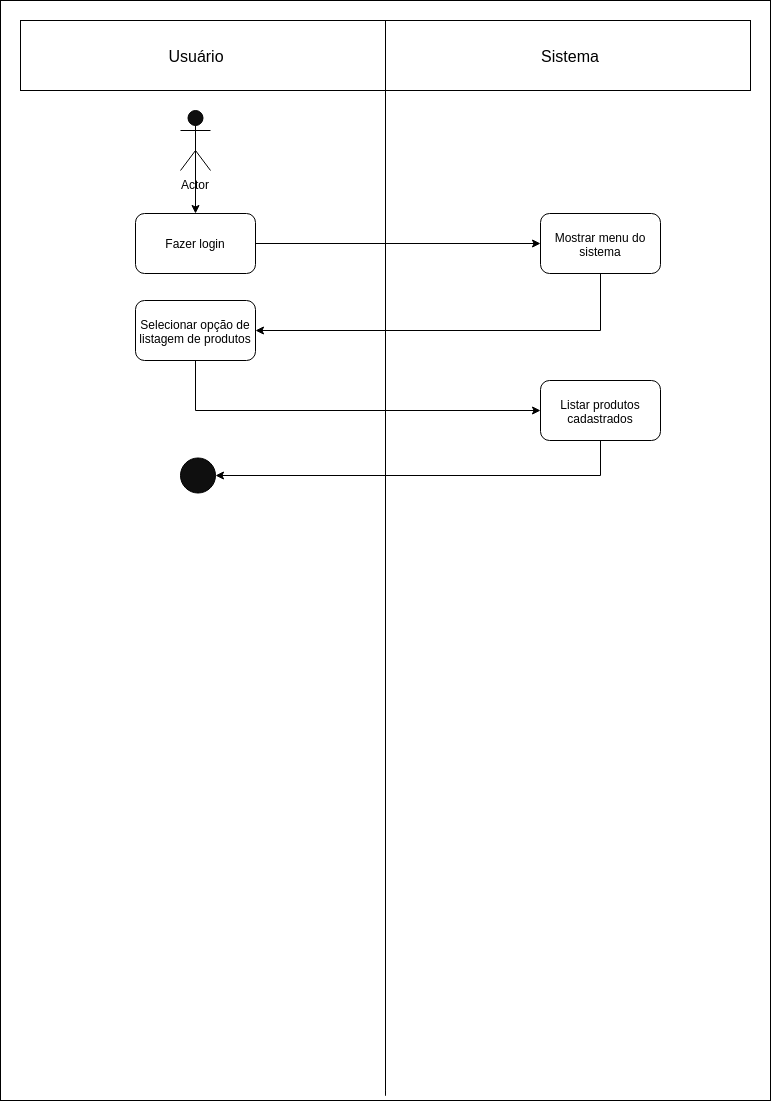 Usuário
Sistema
Actor
Fazer login
Mostrar menu do
sistema
Selecionar opção de
listagem de produtos
Listar produtos
cadastrados